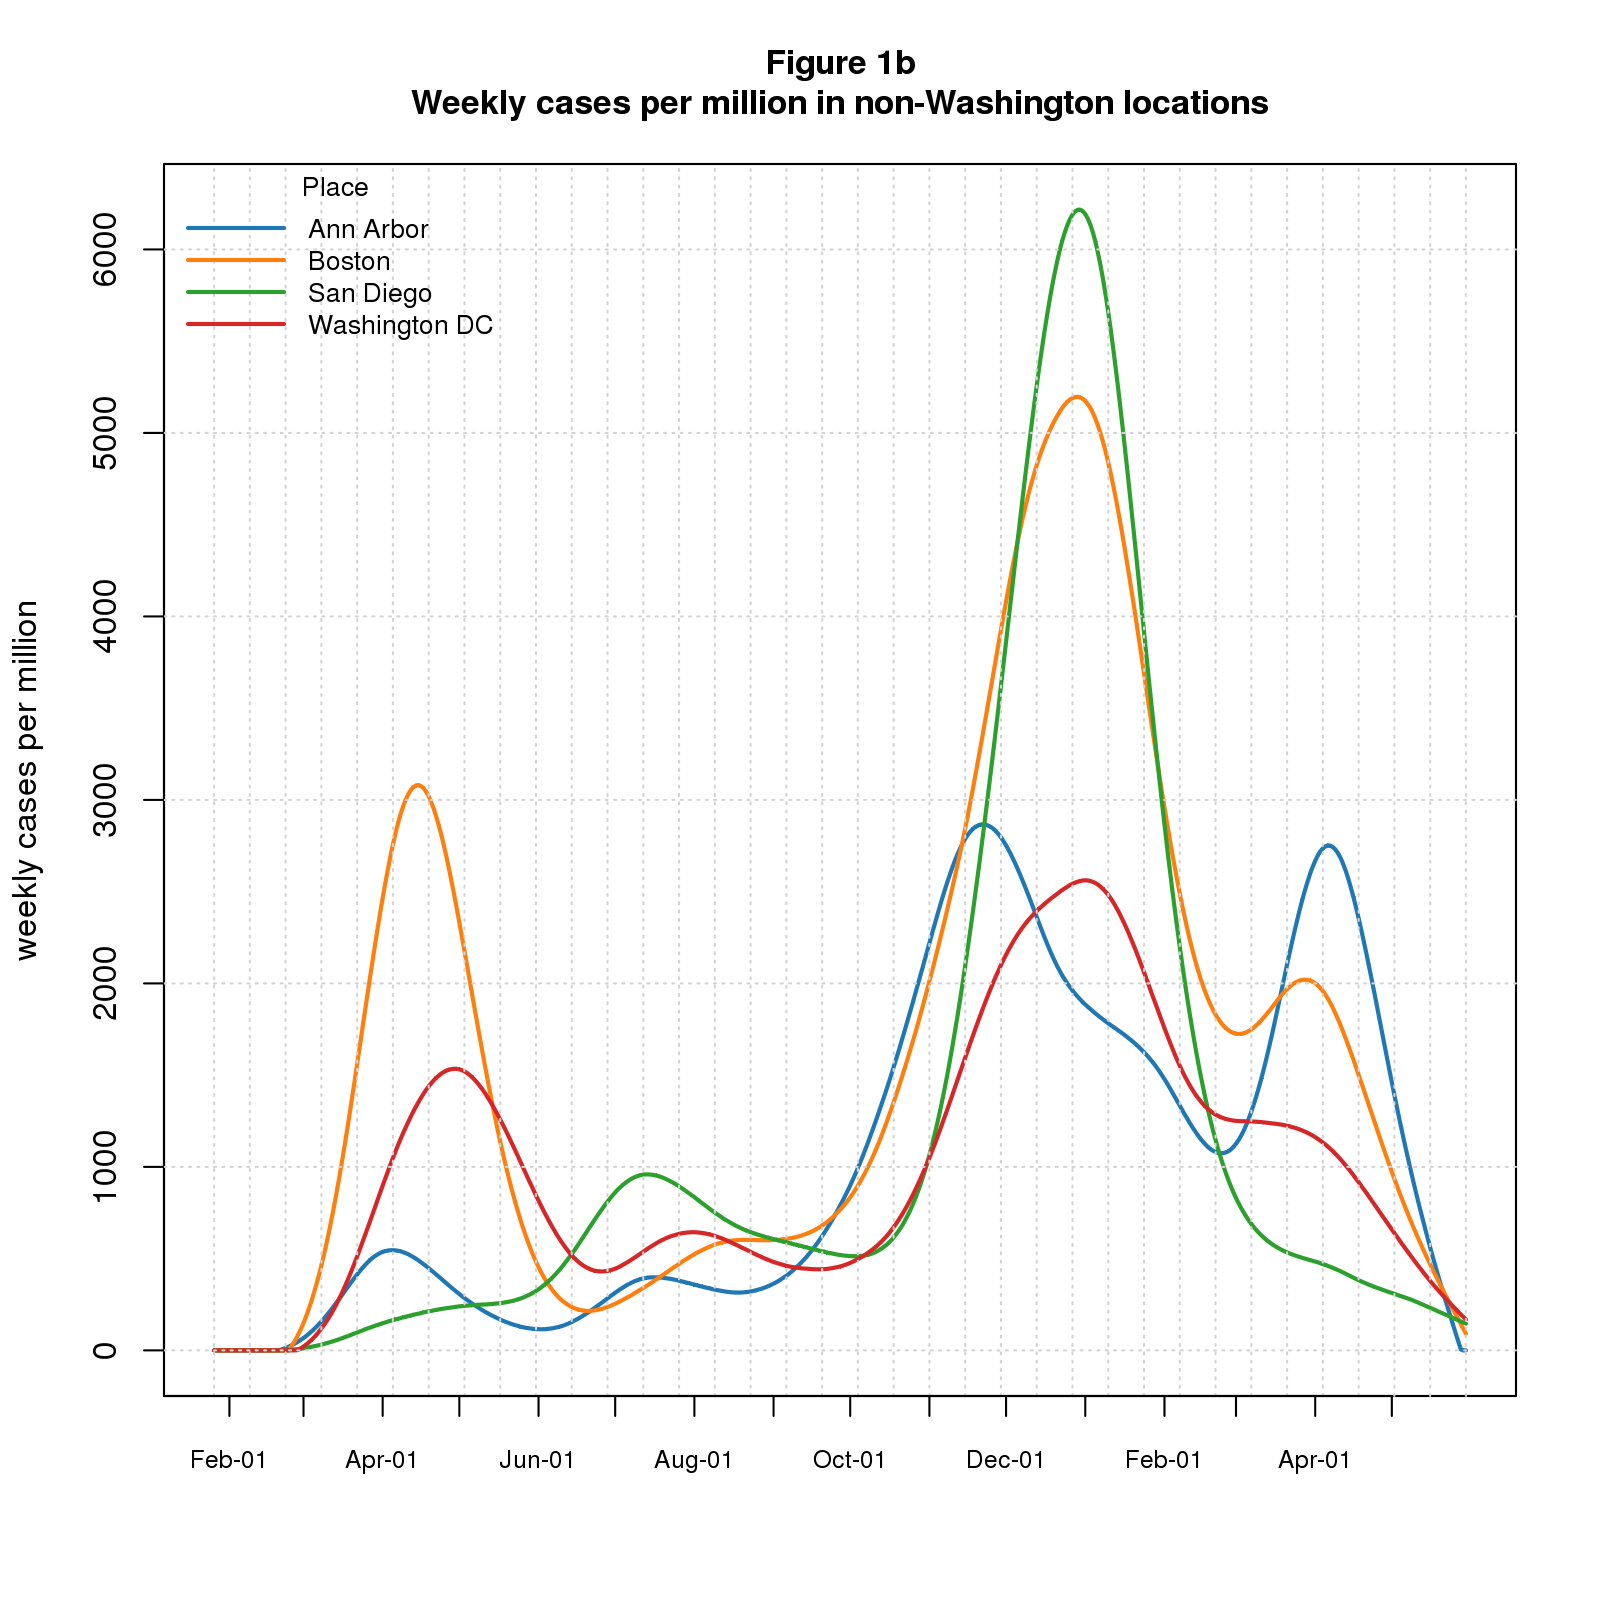 Figure 1b
Weekly cases per million in non-Washington locations
Place
Ann Arbor
Boston
San Diego
Washington DC
weekly cases per million
6000
5000
4000
3000
2000
1000
0
Feb-01 Apr-01 Jun-01 Aug-01 Oct-01 Dec-01 Feb-01 Apr-01